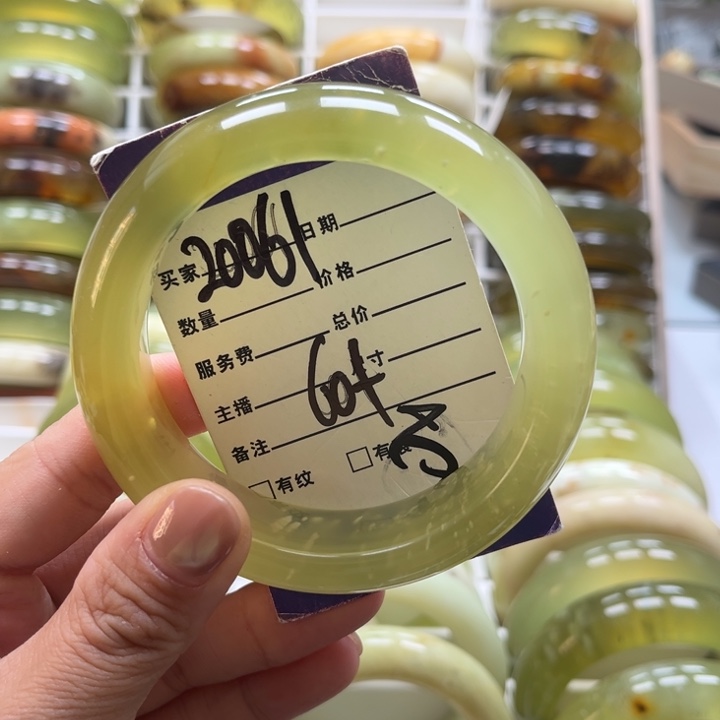 买家 20061 日期
数量 价格
服务费 总价
主播 寸
备注
□有纹 □有